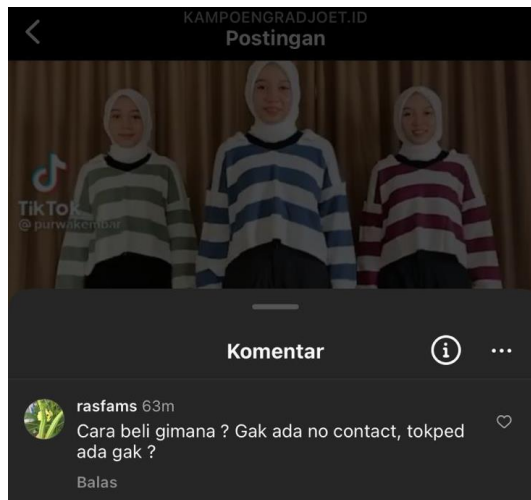 KAMPOENGRADJOET.ID
Postingan
TikTok
@purwakembar
Komentar
rasfams 63m
Cara beli gimana ? Gak ada no contact, tokped
ada gak ?
Balas